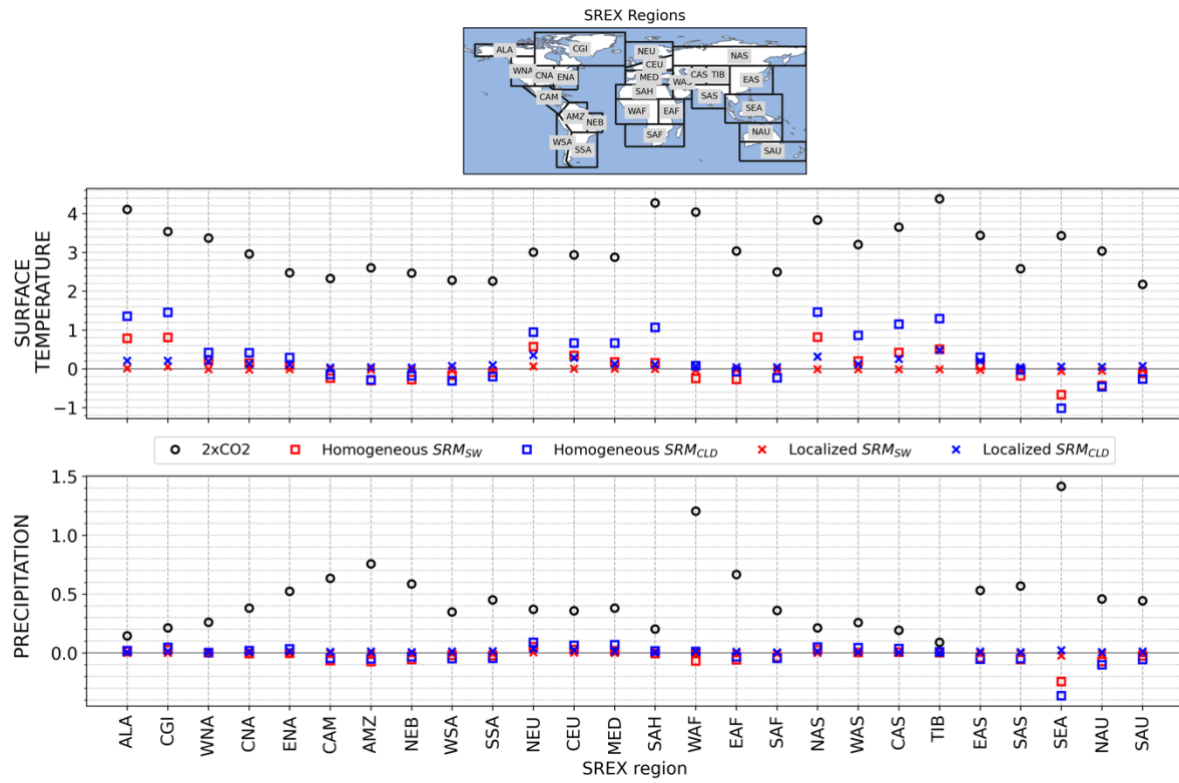 SREX Regions
ALA
CGI
NEU
NAS
WNA
CNA
ENA
CEU
MED
WAS
CAS
TIB
EAS
CAM
SAH
SAS
AMZ
NEB
WAF
EAF
SEA
WSA
SSA
SAF
NAU
SAU
SURFACE
TEMPERATURE
4
3
2
1
0
−1
2xCO2 Homogeneous SRM_SW Homogeneous SRM_CLD Localized SRM_SW Localized SRM_CLD
PRECIPITATION
1.5
1.0
0.5
0.0
ALA CGI WNA CNA ENA CAM AMZ NEB WSA SSA NEU CEU MED SAH WAF EAF SAF NAS WAS CAS TIB EAS SAS SEA NAU SAU
SREX region